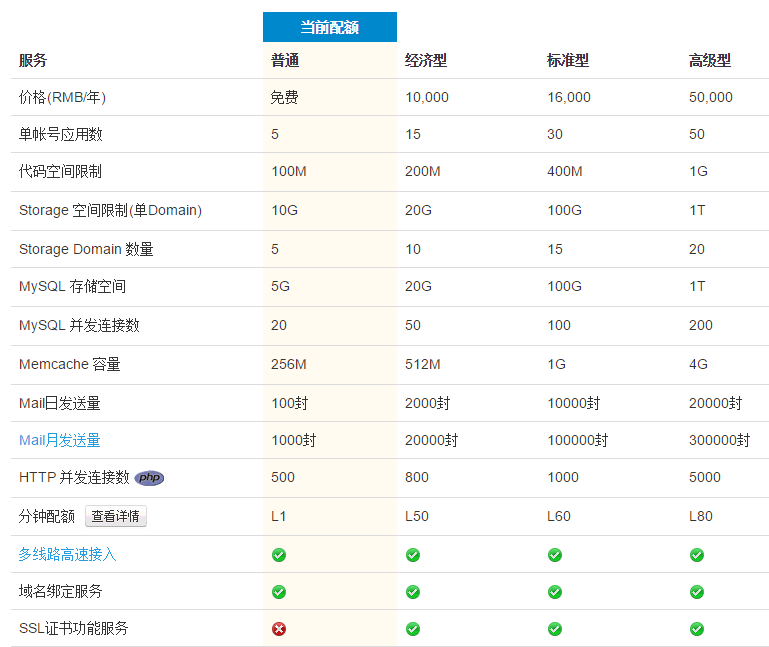 当前配额
服务 普通 经济型 标准型 高级型
价格(RMB/年) 免费 10,000 16,000 50,000
单帐号应用数 5 15 30 50
代码空间限制 100M 200M 400M 1G
Storage 空间限制(单Domain) 10G 20G 100G 1T
Storage Domain 数量 5 10 15 20
MySQL 存储空间 5G 20G 100G 1T
MySQL 并发连接数 20 50 100 200
Memcache 容量 256M 512M 1G 4G
Mail日发送量 100封 2000封 10000封 20000封
Mail月发送量 1000封 20000封 100000封 300000封
HTTP 并发连接数 php 500 800 1000 5000
分钟配额 查看详情 L1 L50 L60 L80
多线路高速接入
域名绑定服务
SSL证书功能服务